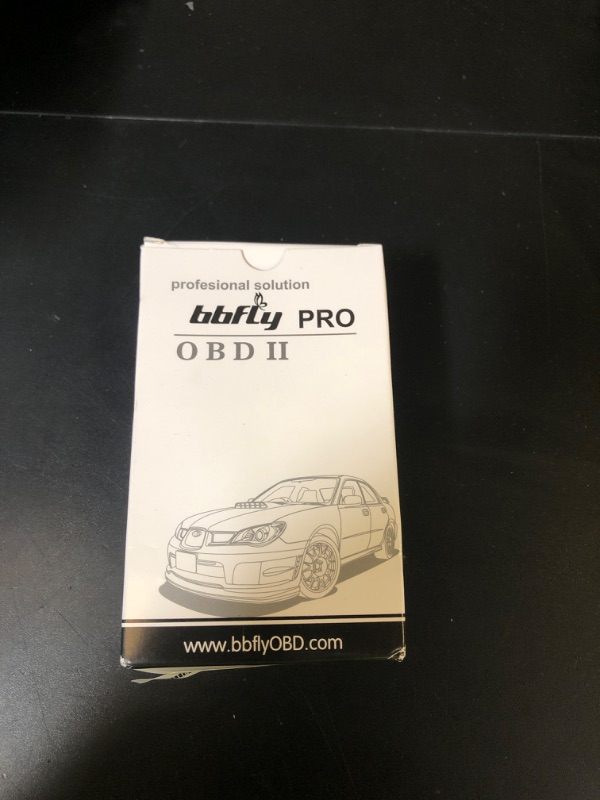 profesional solution
bbfly PRO
OBD II
www.bbflyOBD.com